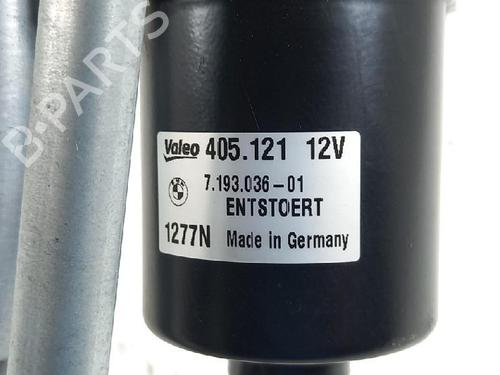 B-PARTS
Valeo 405.121 12V
7.193.036-01
ENTSTOERT
1277N Made in Germany